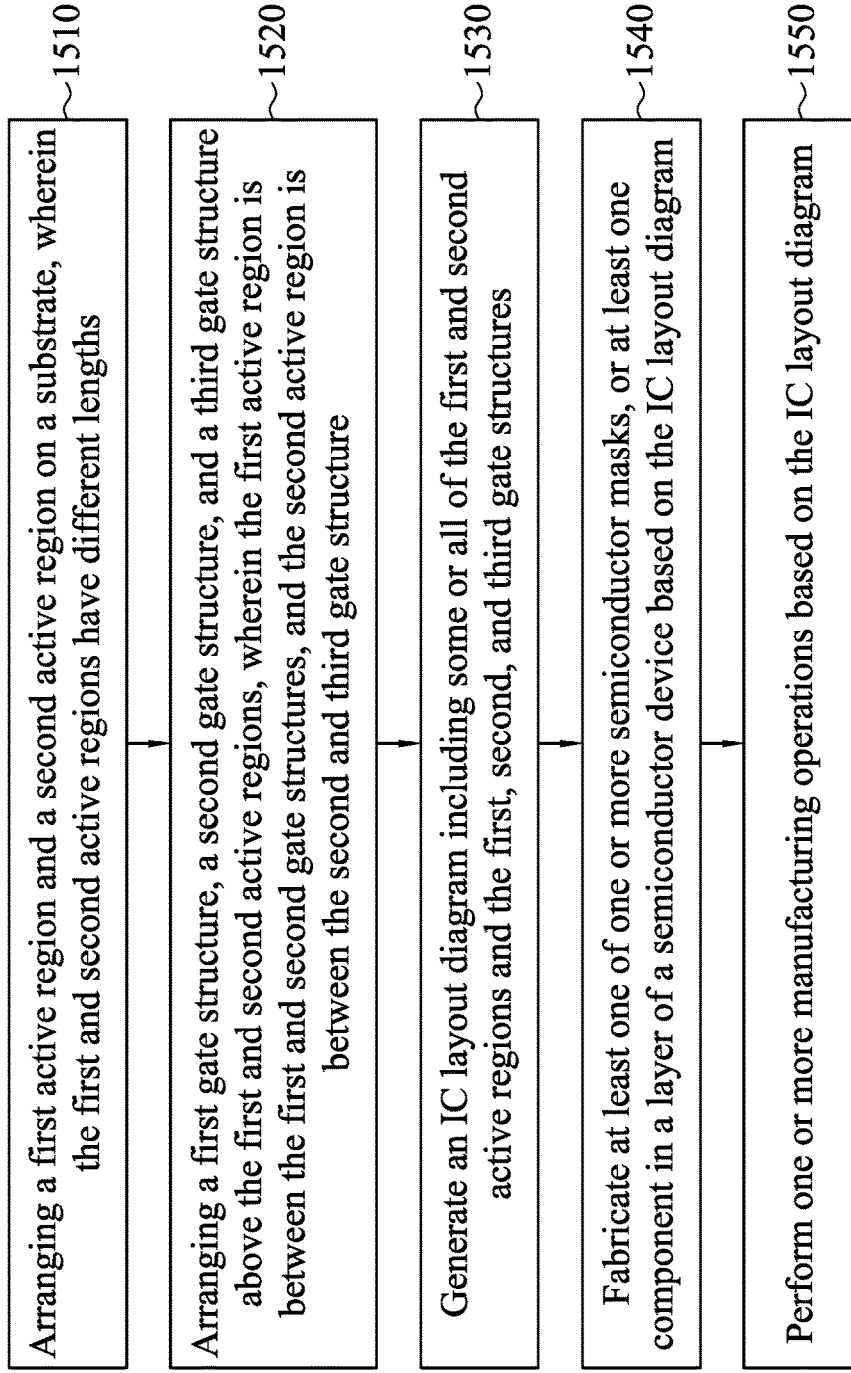 Arranging a first active region and a second active region on a substrate, wherein
the first and second active regions have different lengths
1510
Arranging a first gate structure, a second gate structure, and a third gate structure
above the first and second active regions, wherein the first active region is
between the first and second gate structures, and the second active region is
between the second and third gate structure
1520
Generate an IC layout diagram including some or all of the first and second
active regions and the first, second, and third gate structures
1530
Fabricate at least one of one or more semiconductor masks, or at least one
component in a layer of a semiconductor device based on the IC layout diagram
1540
Perform one or more manufacturing operations based on the IC layout diagram
1550